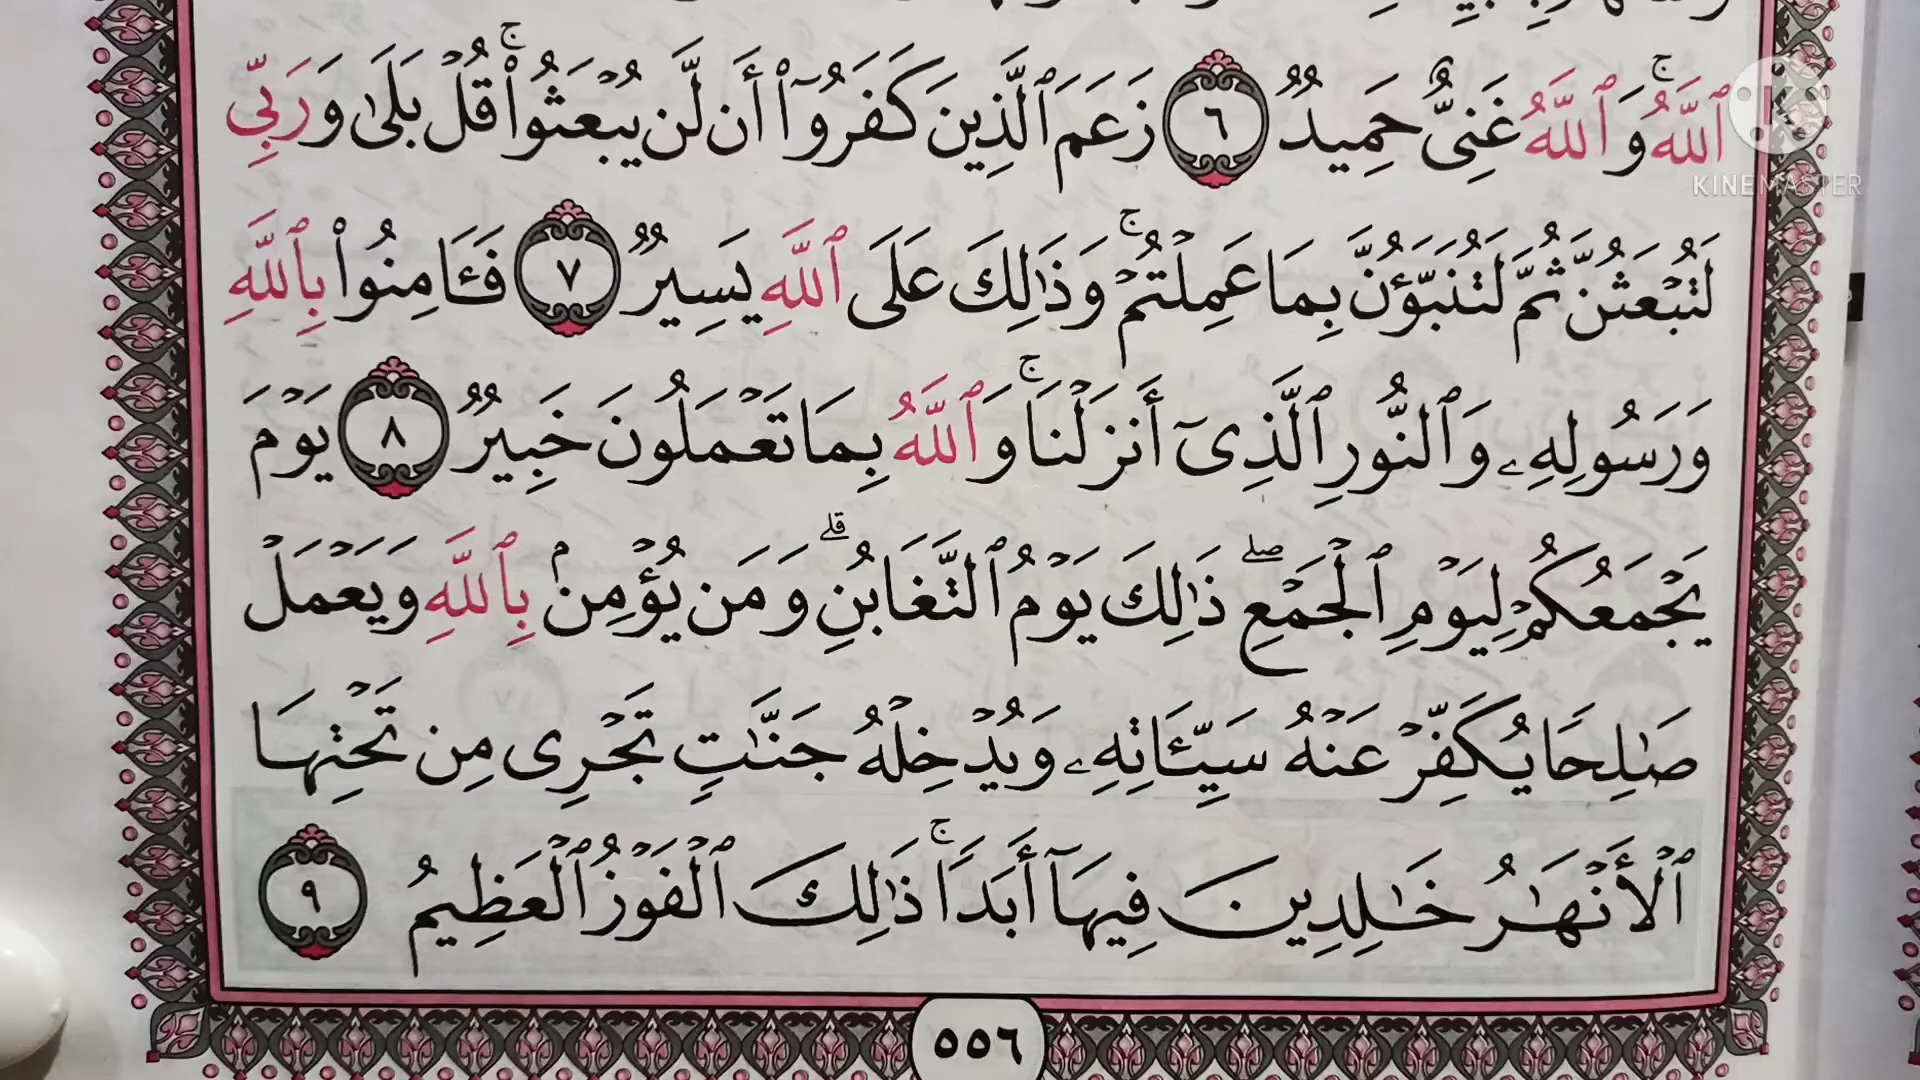 ٱللَّهُۚ وَٱللَّهُ غَنِىٌّ حَمِيدٌ ٦ زَعَمَ ٱلَّذِينَ كَفَرُوٓا۟ أَن لَّن يُبْعَثُوا۟ۚ قُلْ بَلَىٰ وَرَبِّى
لَتُبْعَثُنَّ ثُمَّ لَتُنَبَّؤُنَّ بِمَا عَمِلْتُمْۚ وَذَٰلِكَ عَلَى ٱللَّهِ يَسِيرٌ ٧ فَـَٔامِنُوا۟ بِٱللَّهِ
وَرَسُولِهِۦ وَٱلنُّورِ ٱلَّذِىٓ أَنزَلْنَاۚ وَٱللَّهُ بِمَا تَعْمَلُونَ خَبِيرٌ ٨ يَوْمَ
يَجْمَعُكُمْ لِيَوْمِ ٱلْجَمْعِۖ ذَٰلِكَ يَوْمُ ٱلتَّغَابُنِۗ وَمَن يُؤْمِنۢ بِٱللَّهِ وَيَعْمَلْ
صَٰلِحًا يُكَفِّرْ عَنْهُ سَيِّـَٔاتِهِۦ وَيُدْخِلْهُ جَنَّٰتٍ تَجْرِى مِن تَحْتِهَا
ٱلْأَنْهَٰرُ خَٰلِدِينَ فِيهَآ أَبَدًاۚ ذَٰلِكَ ٱلْفَوْزُ ٱلْعَظِيمُ ٩
٥٥٦
KINEMASTER